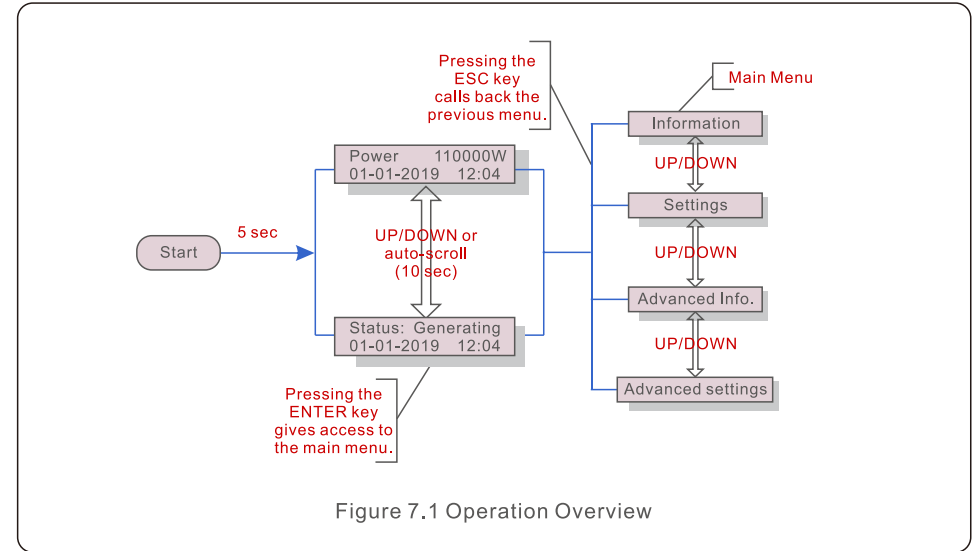 Pressing the
ESC key
calls back the
previous menu.
Main Menu
Information
UP/DOWN
Power 110000W
01-01-2019 12:04
Settings
5 sec
Start
UP/DOWN or
auto-scroll
(10 sec)
UP/DOWN
Advanced Info.
Status: Generating
01-01-2019 12:04
UP/DOWN
Advanced settings
Pressing the
ENTER key
gives access to
the main menu.
Figure 7.1 Operation Overview